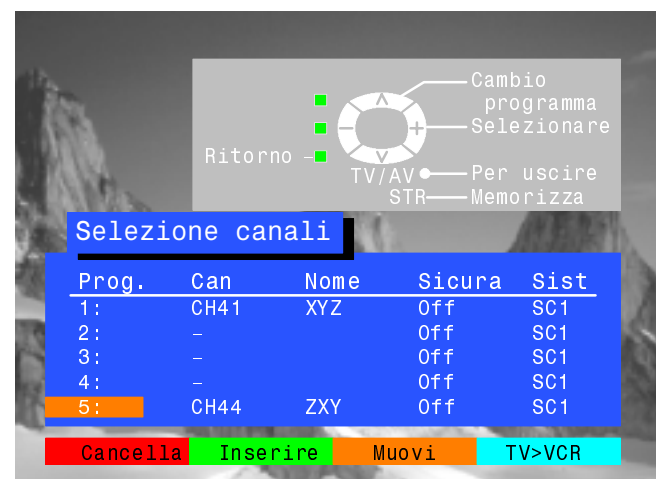 Cambio
programma
Selezionare
Ritorno
TV/AV Per uscire
STR Memorizza
Selezione canali
Prog. Can Nome Sicura Sist
1: CH41 XYZ Off SC1
2: – Off SC1
3: – Off SC1
4: – Off SC1
5: CH44 ZXY Off SC1
Cancella Inserire Muovi TV>VCR